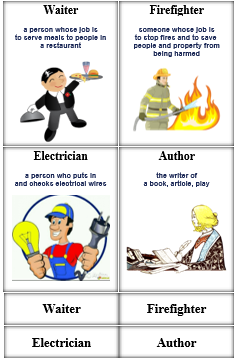 Waiter
a person whose job is
to serve meals to people in
a restaurant
Firefighter
someone whose job is
to stop fires and to save
people and property from
being harmed
Electrician
a person who puts in
and checks electrical wires
Author
the writer of
a book, article, play
Waiter
Firefighter
Electrician
Author